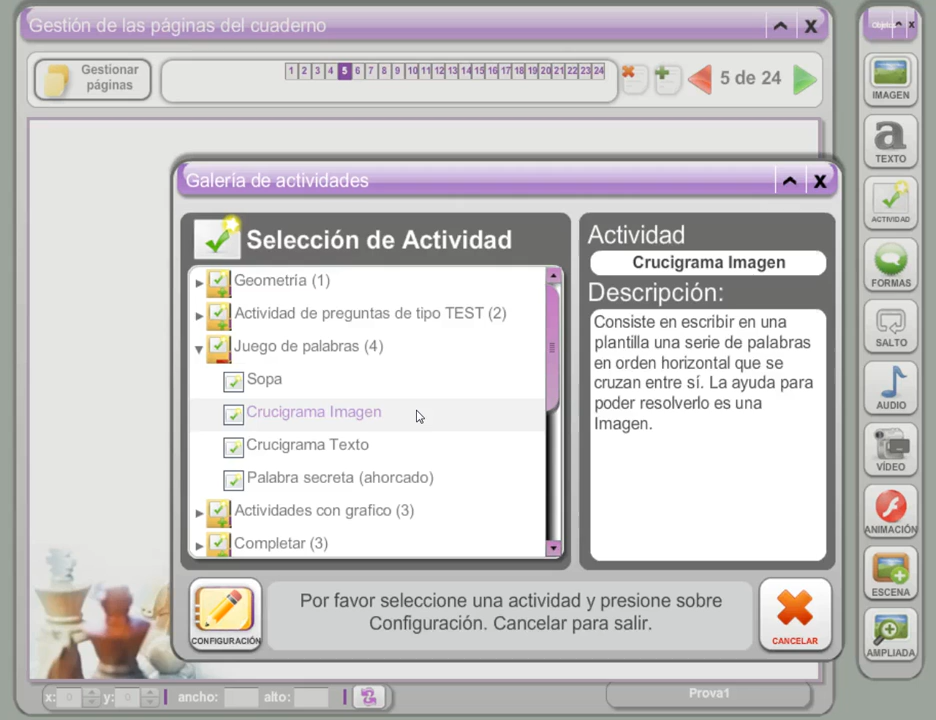 Gestión de las páginas del cuaderno
Gestionar
páginas
1 2 3 4 5 6 7 8 9 10 11 12 13 14 15 16 17 18 19 20 21 22 23 24
5 de 24
IMAGEN
TEXTO
ACTIVIDAD
FORMAS
SALTO
AUDIO
VÍDEO
ANIMACIÓN
ESCENA
AMPLIADA
Galería de actividades
Selección de Actividad
Geometria (1)
Actividad de preguntas de tipo TEST (2)
Juego de palabras (4)
Sopa
Crucigrama Imagen
Crucigrama Texto
Palabra secreta (ahorcado)
Actividades con grafico (3)
Completar (3)
Actividad
Crucigrama Imagen
Descripción:
Consiste en escribir en una
plantilla una serie de palabras
en orden horizontal que se
cruzan entre sí. La ayuda para
poder resolverlo es una
Imagen.
CONFIGURACIÓN
Por favor seleccione una actividad y presione sobre
Configuración. Cancelar para salir.
CANCELAR
x: 0 y: 0 ancho: alto:
Prova1